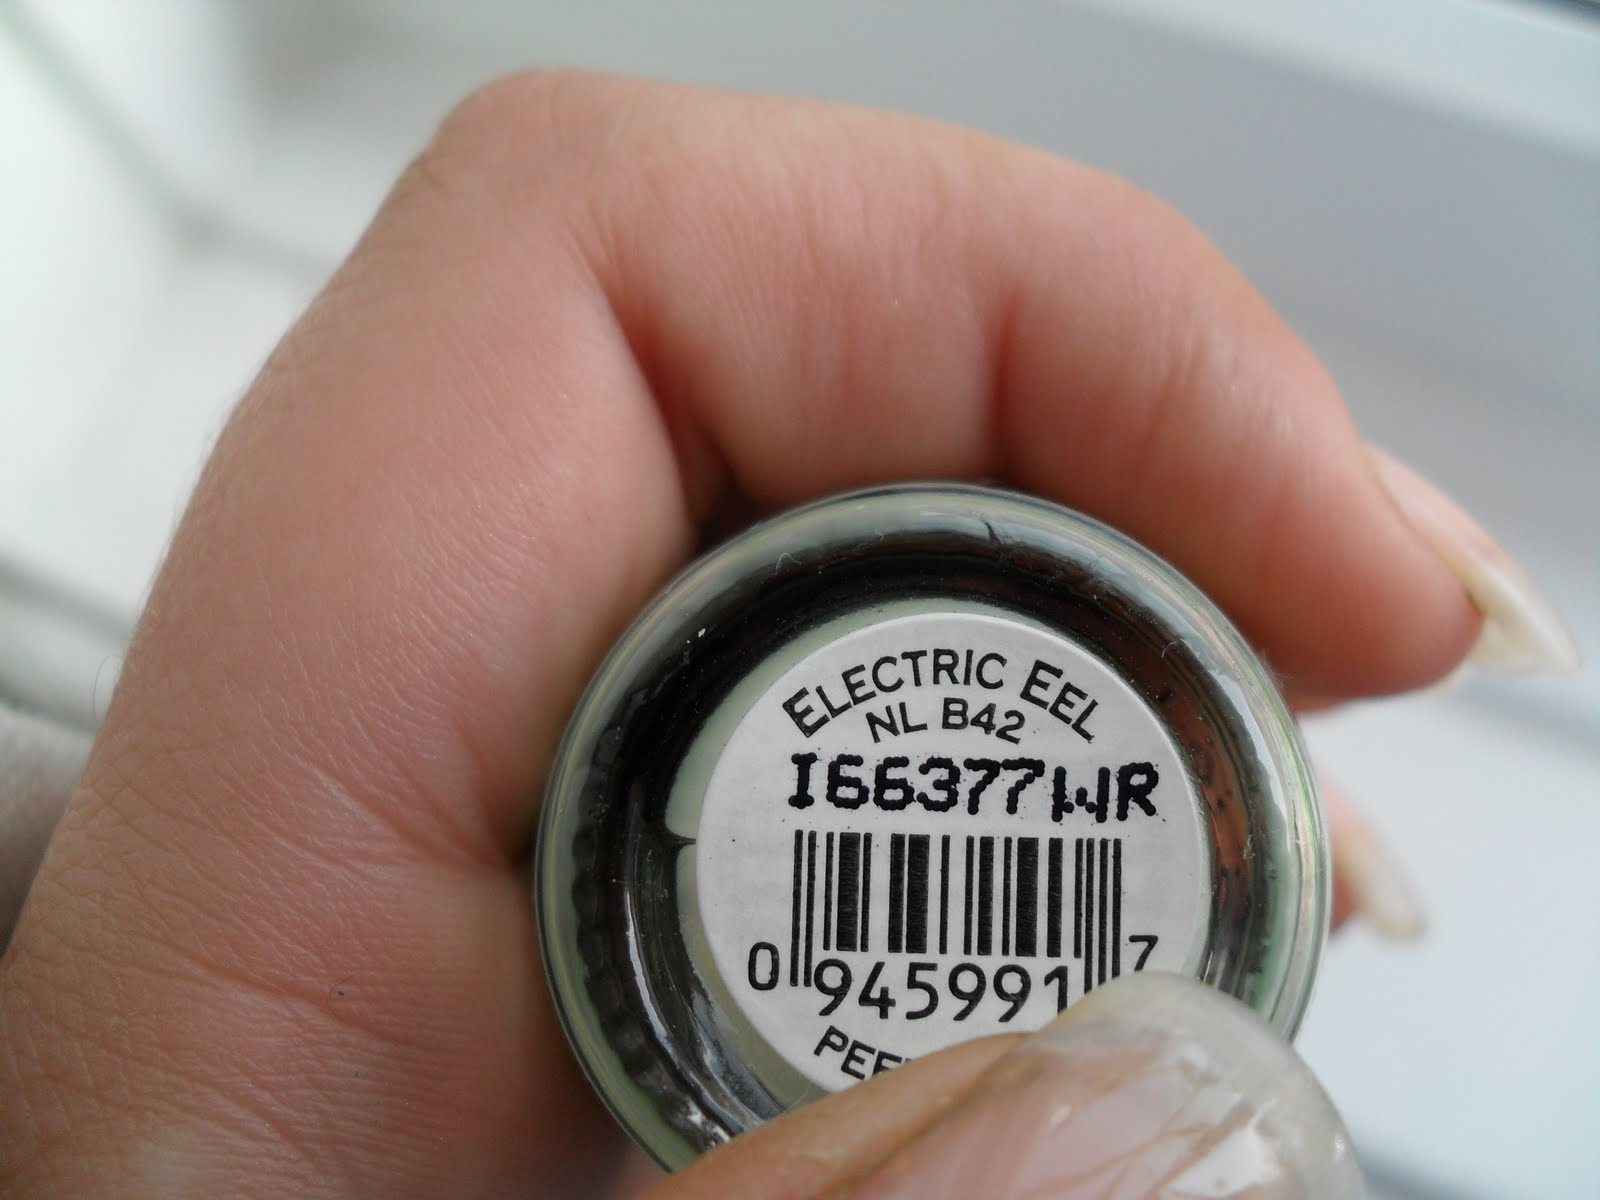 ELECTRIC EEL
NL B42
I66377WR
0 945991 7